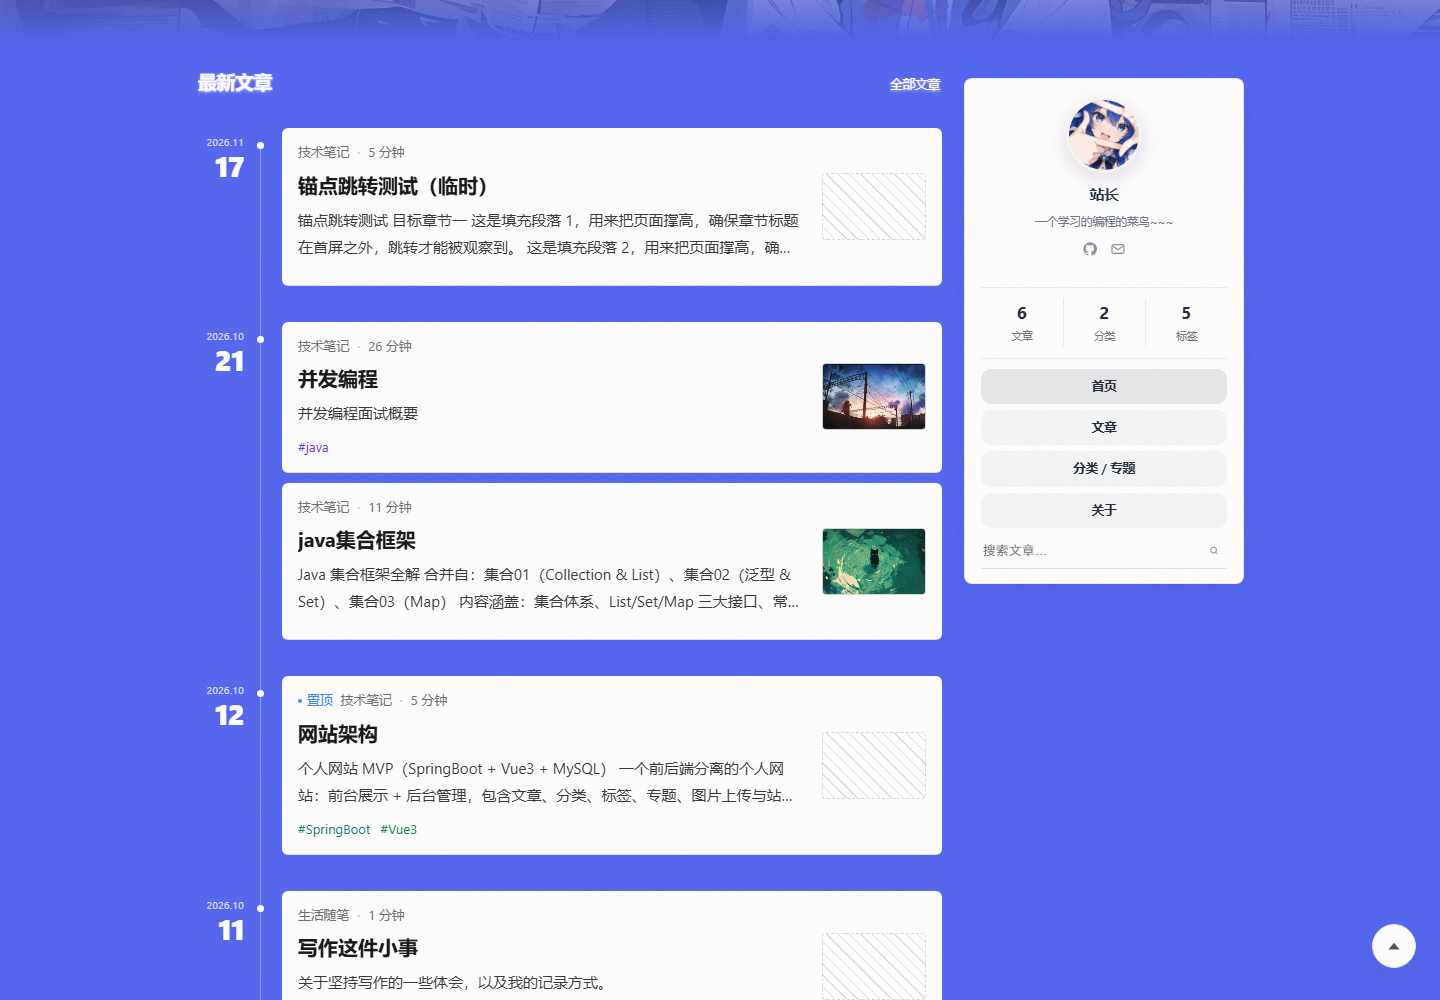 最新文章
全部文章
2026.11
17
技术笔记 · 5 分钟
锚点跳转测试（临时）
锚点跳转测试 目标章节一 这是填充段落 1，用来把页面撑高，确保章节标题
在首屏之外，跳转才能被观察到。 这是填充段落 2，用来把页面撑高，确...
2026.10
21
技术笔记 · 26 分钟
并发编程
并发编程面试概要
#java
技术笔记 · 11 分钟
java集合框架
Java 集合框架全解 合并自：集合01（Collection & List）、集合02（泛型 &
Set）、集合03（Map） 内容涵盖：集合体系、List/Set/Map 三大接口、常...
2026.10
12
• 置顶 技术笔记 · 5 分钟
网站架构
个人网站 MVP（SpringBoot + Vue3 + MySQL） 一个前后端分离的个人网
站：前台展示 + 后台管理，包含文章、分类、标签、专题、图片上传与站...
#SpringBoot #Vue3
2026.10
11
生活随笔 · 1 分钟
写作这件小事
关于坚持写作的一些体会，以及我的记录方式。
站长
一个学习的编程的菜鸟~~~
6
文章
2
分类
5
标签
首页
文章
分类 / 专题
关于
搜索文章...